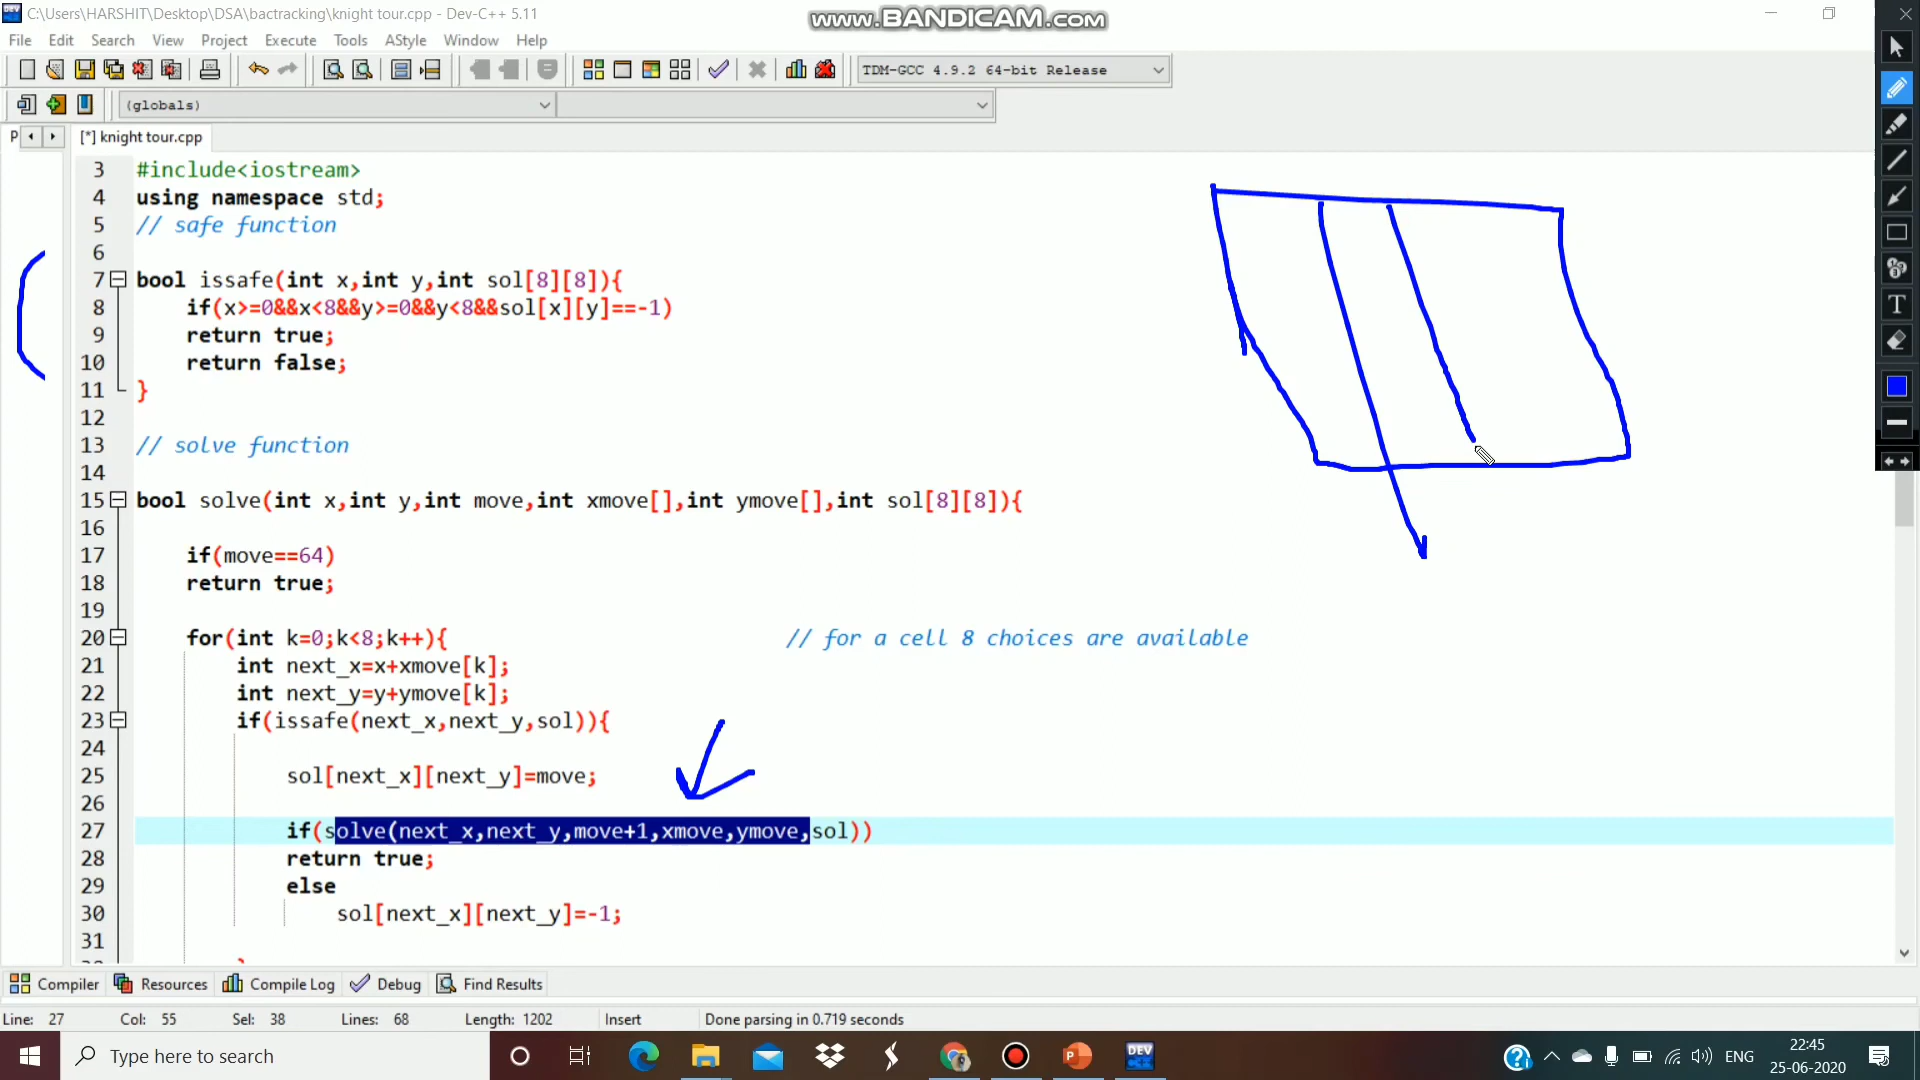 C:\Users\HARSHIT\Desktop\DSA\bactracking\knight tour.cpp - Dev-C++ 5.11
www.BANDICAM.com
File Edit Search View Project Execute Tools AStyle Window Help
TDM-GCC 4.9.2 64-bit Release
(globals)
P [*] knight tour.cpp
3 #include<iostream>
4 using namespace std;
5 // safe function
6
7 bool issafe(int x,int y,int sol[8][8]){
8 if(x>=0&&x<8&&y>=0&&y<8&&sol[x][y]==-1)
9 return true;
10 return false;
11 }
12
13 // solve function
14
15 bool solve(int x,int y,int move,int xmove[],int ymove[],int sol[8][8]){
16
17 if(move==64)
18 return true;
19
20 for(int k=0;k<8;k++){ // for a cell 8 choices are available
21 int next_x=x+xmove[k];
22 int next_y=y+ymove[k];
23 if(issafe(next_x,next_y,sol)){
24
25 sol[next_x][next_y]=move;
26
27 if(solve(next_x,next_y,move+1,xmove,ymove,sol))
28 return true;
29 else
30 sol[next_x][next_y]=-1;
31
Compiler Resources Compile Log Debug Find Results
Line: 27 Col: 55 Sel: 38 Lines: 68 Length: 1202 Insert Done parsing in 0.719 seconds
Type here to search
DEV
ENG
22:45
25-06-2020